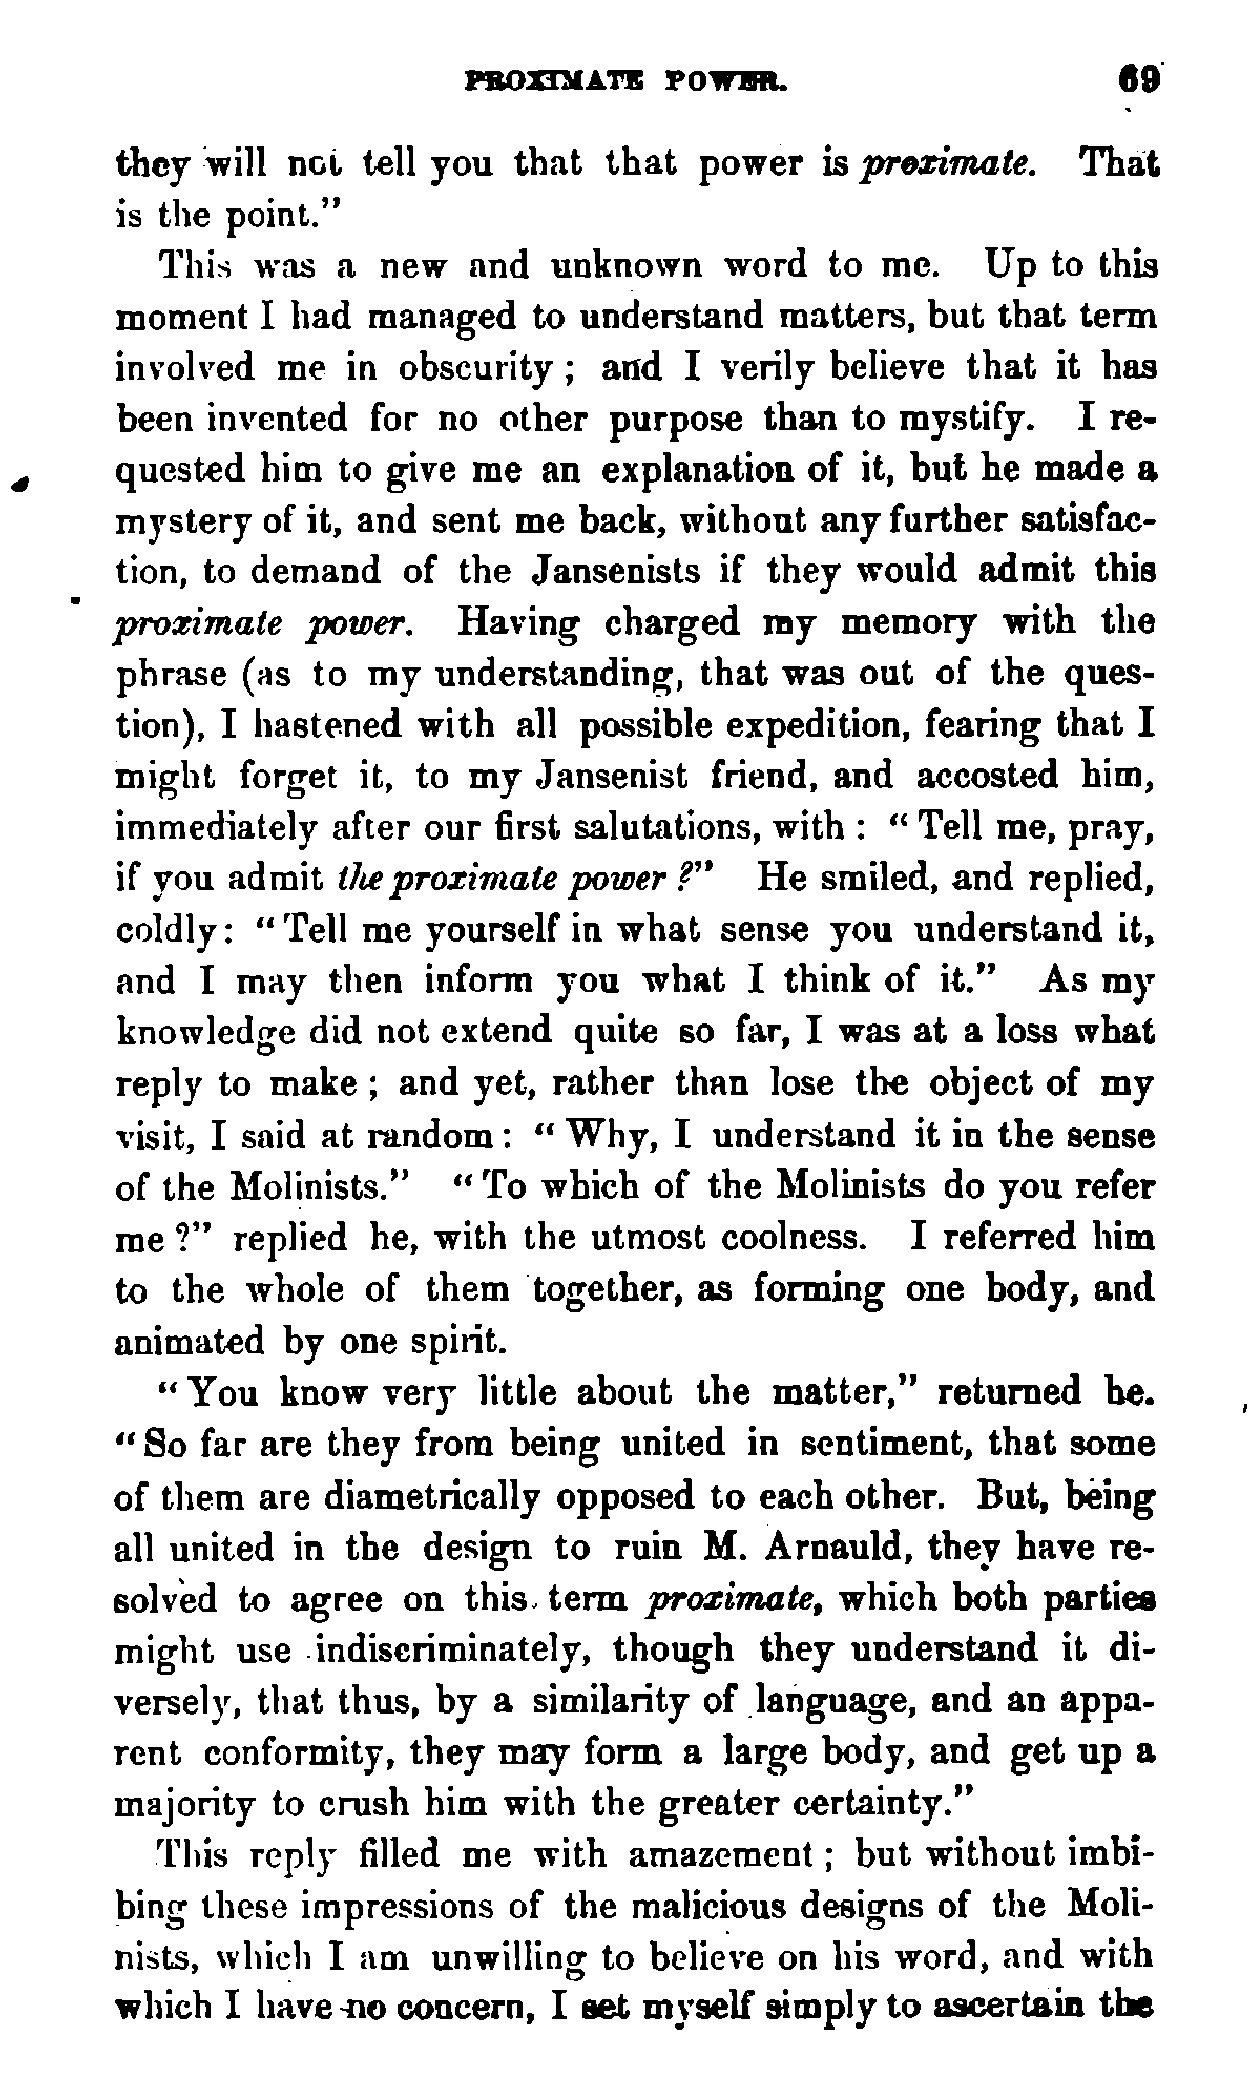 PROXIMATE POWER. 69
they will not tell you that that power is proximate. That
is the point."
This was a new and unknown word to me. Up to this
moment I had managed to understand matters, but that term
involved me in obscurity ; and I verily believe that it has
been invented for no other purpose than to mystify. I re-
quested him to give me an explanation of it, but he made a
mystery of it, and sent me back, without any further satisfac-
tion, to demand of the Jansenists if they would admit this
proximate power. Having charged my memory with the
phrase (as to my understanding, that was out of the ques-
tion), I hastened with all possible expedition, fearing that I
might forget it, to my Jansenist friend, and accosted him,
immediately after our first salutations, with : " Tell me, pray,
if you admit the proximate power ?" He smiled, and replied,
coldly: " Tell me yourself in what sense you understand it,
and I may then inform you what I think of it." As my
knowledge did not extend quite so far, I was at a loss what
reply to make ; and yet, rather than lose the object of my
visit, I said at random : " Why, I understand it in the sense
of the Molinists." " To which of the Molinists do you refer
me ?" replied he, with the utmost coolness. I referred him
to the whole of them together, as forming one body, and
animated by one spirit.
" You know very little about the matter," returned he.
" So far are they from being united in sentiment, that some
of them are diametrically opposed to each other. But, being
all united in the design to ruin M. Arnauld, they have re-
solved to agree on this term proximate, which both parties
might use indiscriminately, though they understand it di-
versely, that thus, by a similarity of language, and an appa-
rent conformity, they may form a large body, and get up a
majority to crush him with the greater certainty."
This reply filled me with amazement ; but without imbi-
bing these impressions of the malicious designs of the Moli-
nists, which I am unwilling to believe on his word, and with
which I have no concern, I set myself simply to ascertain the